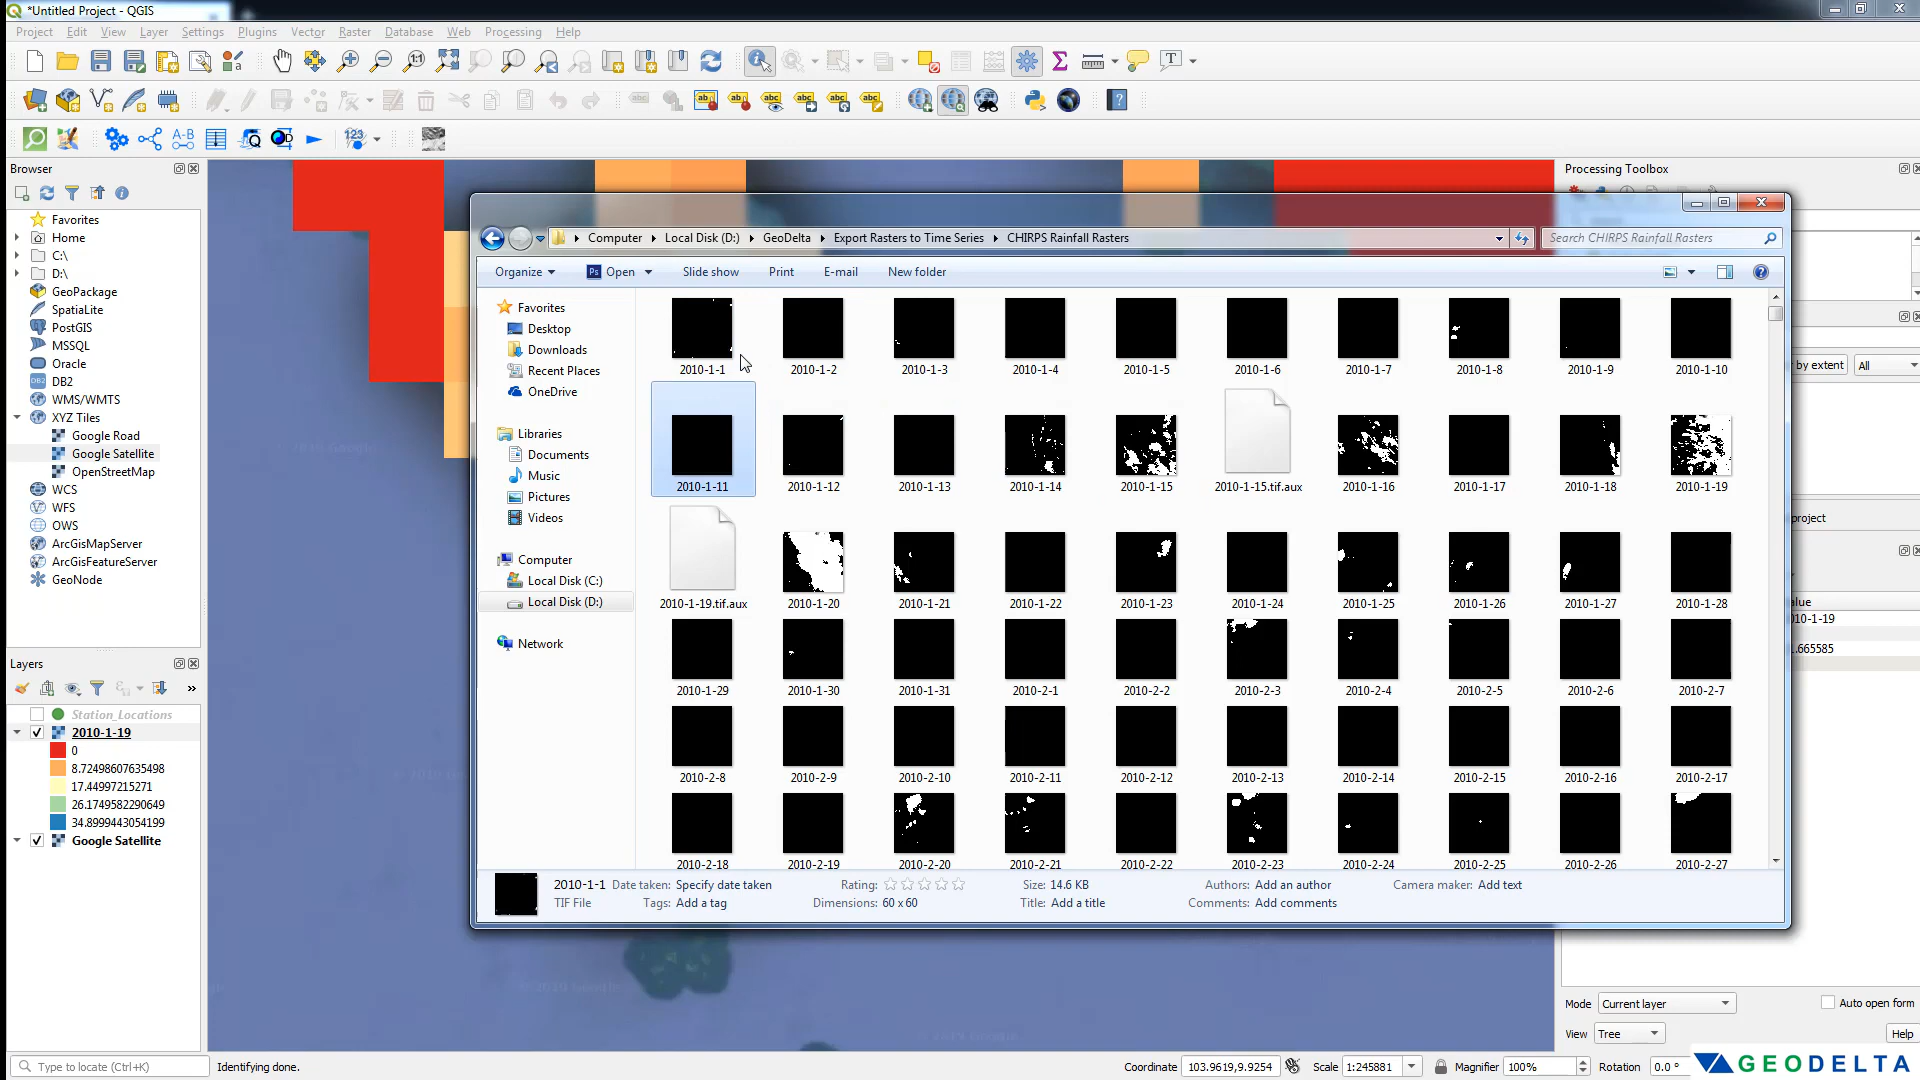 *Untitled Project - QGIS
Project Edit View Layer Settings Plugins Vector Raster Database Web Processing Help
Browser
Favorites
Home
C:\
D:\
GeoPackage
SpatiaLite
PostGIS
MSSQL
Oracle
DB2
WMS/WMTS
XYZ Tiles
Google Road
Google Satellite
OpenStreetMap
WCS
WFS
OWS
ArcGisMapServer
ArcGisFeatureServer
GeoNode
Layers
Station_Locations
2010-1-19
0
8.72498607635498
17.44997215271
26.1749582290649
34.8999443054199
Google Satellite
Computer Local Disk (D:) GeoDelta Export Rasters to Time Series CHIRPS Rainfall Rasters
Search CHIRPS Rainfall Rasters
Organize Open Slide show Print E-mail New folder
Favorites
Desktop
Downloads
Recent Places
OneDrive
Libraries
Documents
Music
Pictures
Videos
Computer
Local Disk (C:)
Local Disk (D:)
Network
2010-1-1 2010-1-2 2010-1-3 2010-1-4 2010-1-5 2010-1-6 2010-1-7 2010-1-8 2010-1-9 2010-1-10
2010-1-11 2010-1-12 2010-1-13 2010-1-14 2010-1-15 2010-1-15.tif.aux 2010-1-16 2010-1-17 2010-1-18 2010-1-19
2010-1-19.tif.aux 2010-1-20 2010-1-21 2010-1-22 2010-1-23 2010-1-24 2010-1-25 2010-1-26 2010-1-27 2010-1-28
2010-1-29 2010-1-30 2010-1-31 2010-2-1 2010-2-2 2010-2-3 2010-2-4 2010-2-5 2010-2-6 2010-2-7
2010-2-8 2010-2-9 2010-2-10 2010-2-11 2010-2-12 2010-2-13 2010-2-14 2010-2-15 2010-2-16 2010-2-17
2010-2-18 2010-2-19 2010-2-20 2010-2-21 2010-2-22 2010-2-23 2010-2-24 2010-2-25 2010-2-26 2010-2-27
2010-1-1 Date taken: Specify date taken Rating: Size: 14.6 KB Authors: Add an author Camera maker: Add text
TIF File Tags: Add a tag Dimensions: 60 x 60 Title: Add a title Comments: Add comments
Processing Toolbox
by extent All
project
alue
010-1-19
.665585
Mode Current layer Auto open form
View Tree Help
Type to locate (Ctrl+K) Identifying done. Coordinate 103.9619,9.9254 Scale 1:245881 Magnifier 100% Rotation 0.0 °
GEODELTA